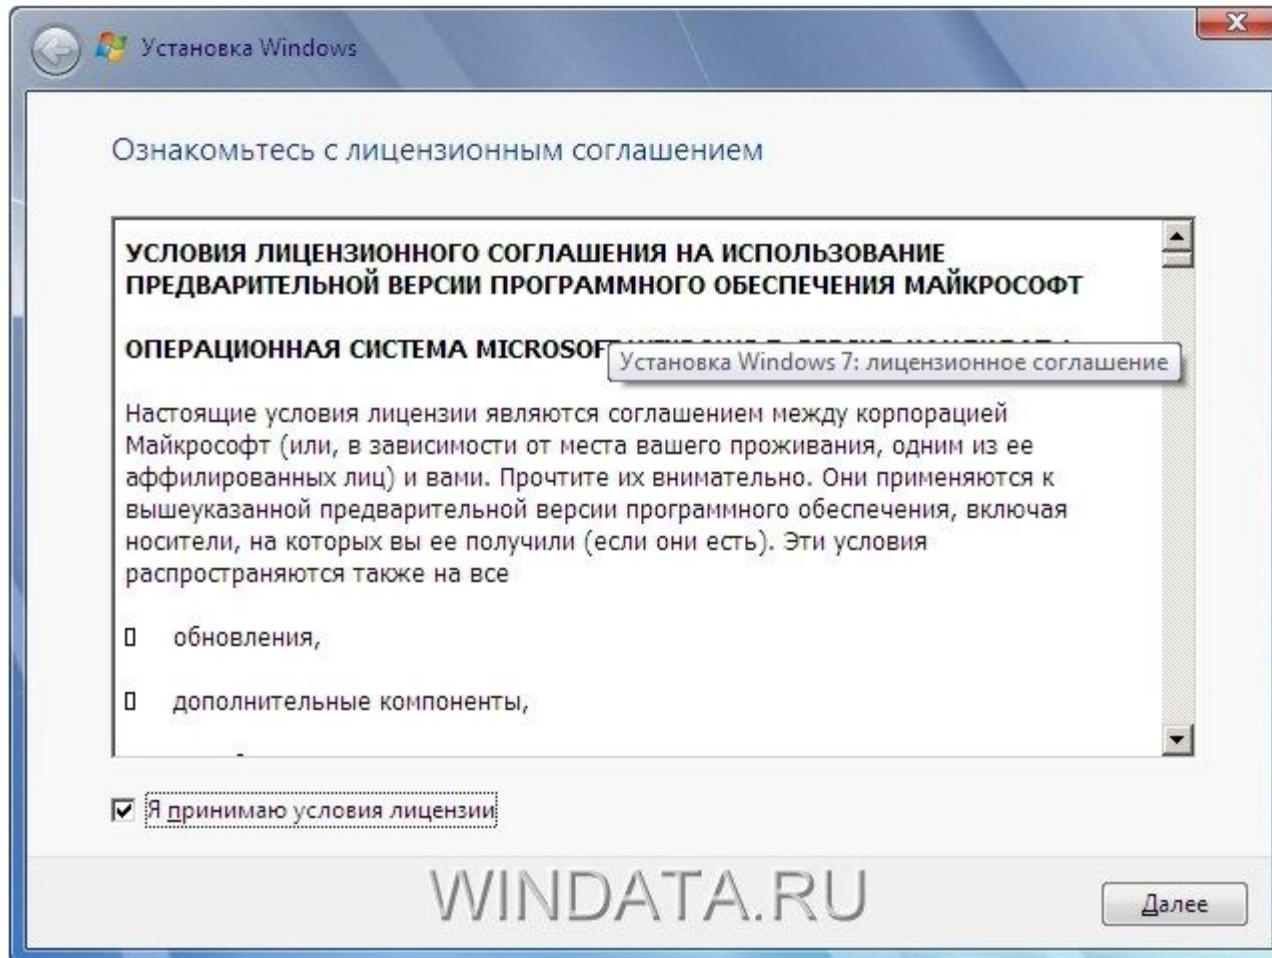 Установка Windows
Ознакомьтесь с лицензионным соглашением
УСЛОВИЯ ЛИЦЕНЗИОННОГО СОГЛАШЕНИЯ НА ИСПОЛЬЗОВАНИЕ
ПРЕДВАРИТЕЛЬНОЙ ВЕРСИИ ПРОГРАММНОГО ОБЕСПЕЧЕНИЯ МАЙКРОСОФТ
ОПЕРАЦИОННАЯ СИСТЕМА
Установка Windows 7: лицензионное соглашение
Настоящие условия лицензии являются соглашением между корпорацией
Майкрософт (или, в зависимости от места вашего проживания, одним из ее
аффилированных лиц) и вами. Прочтите их внимательно. Они применяются к
вышеуказанной предварительной версии программного обеспечения, включая
носители, на которых вы ее получили (если они есть). Эти условия
распространяются также на все
обновления,
дополнительные компоненты,
Я принимаю условия лицензии
WINDATA.RU
Далее